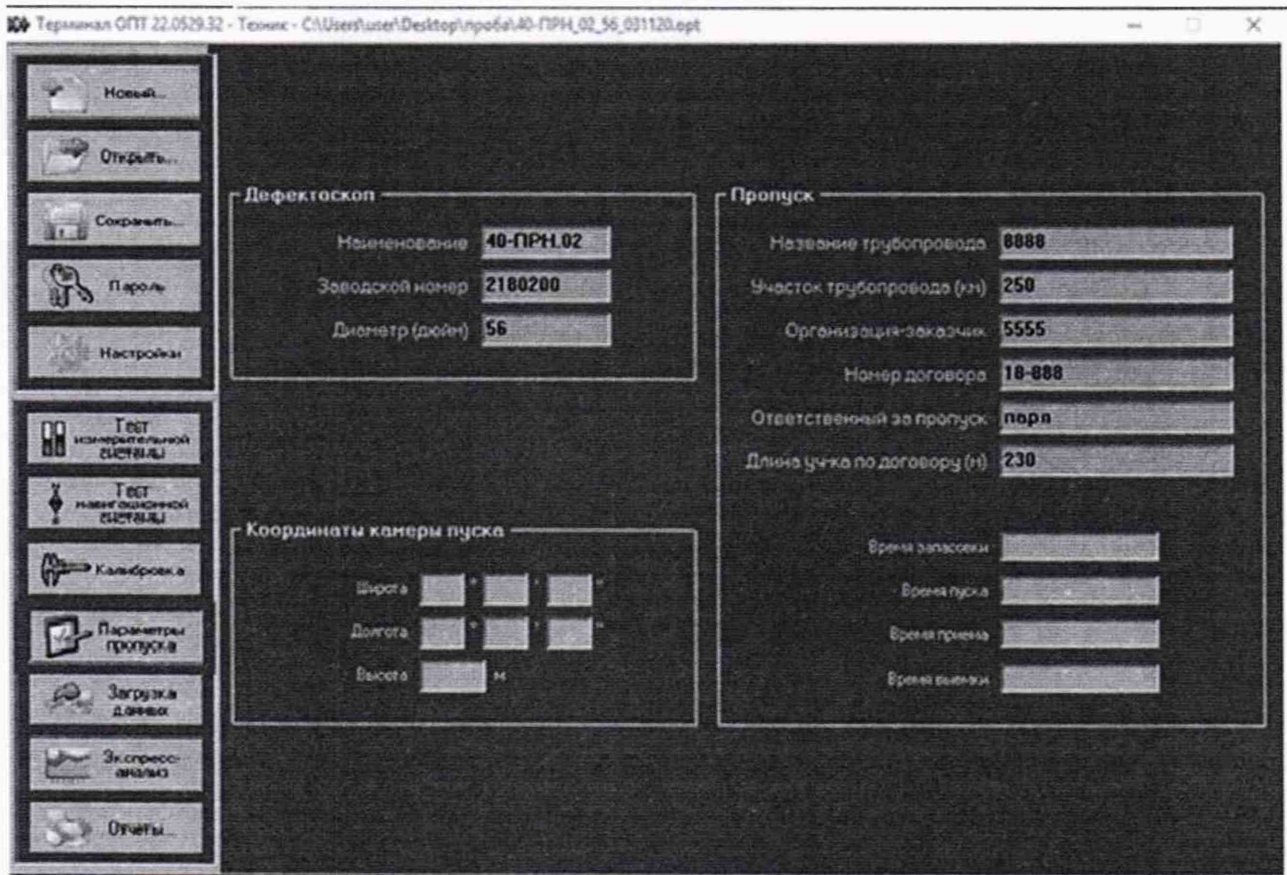 Терминал ОПТ 22.0529.32 - Техник - C:\Users\user\Desktop\проба\40-ПРН_02_56_031120.opt
Новый...
Открыть...
Сохранить...
Пароль
Настройки
Тест
измерительной
системы
Тест
навигационной
системы
Калибровка
Параметры
пропуска
Загрузка
данных
Экспресс-
анализ
Отчеты...
Дефектоскоп
Наименование 40-ПРН.02
Заводской номер 2180200
Диаметр (дюйм) 56
Координаты камеры пуска
Широта ° ' "
Долгота ° ' "
Высота м
Пропуск
Название трубопровода 8888
Участок трубопровода (км) 250
Организация-заказчик 5555
Номер договора 18-888
Ответственный за пропуск
Длина уч-ка по договору (м) 230
Время запасовки
Время пуска
Время приема
Время выемки